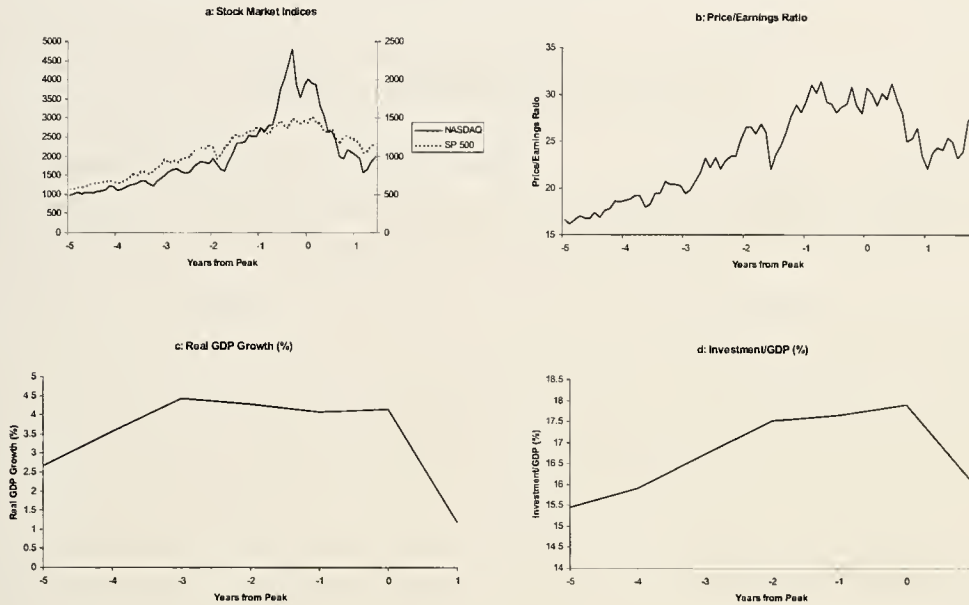 a: Stock Market Indices
5000
4500
4000
3500
3000
2500
2000
1500
1000
500
0
2500
2000
1500
1000
500
0
-5 -4 -3 -2 -1 0 1
Years from Peak
NASDAQ
SP 500
b: Price/Earnings Ratio
Price/Earnings Ratio
35
30
25
20
15
-5 -4 -3 -2 -1 0 1
Years from Peak
c: Real GDP Growth (%)
Real GDP Growth (%)
5
4.5
4
3.5
3
2.5
2
1.5
1
0.5
0
-5 -4 -3 -2 -1 0 1
Years from Peak
d: Investment/GDP (%)
Investment/GDP (%)
18.5
18
17.5
17
16.5
16
15.5
15
14.5
14
-5 -4 -3 -2 -1 0
Years from Peak